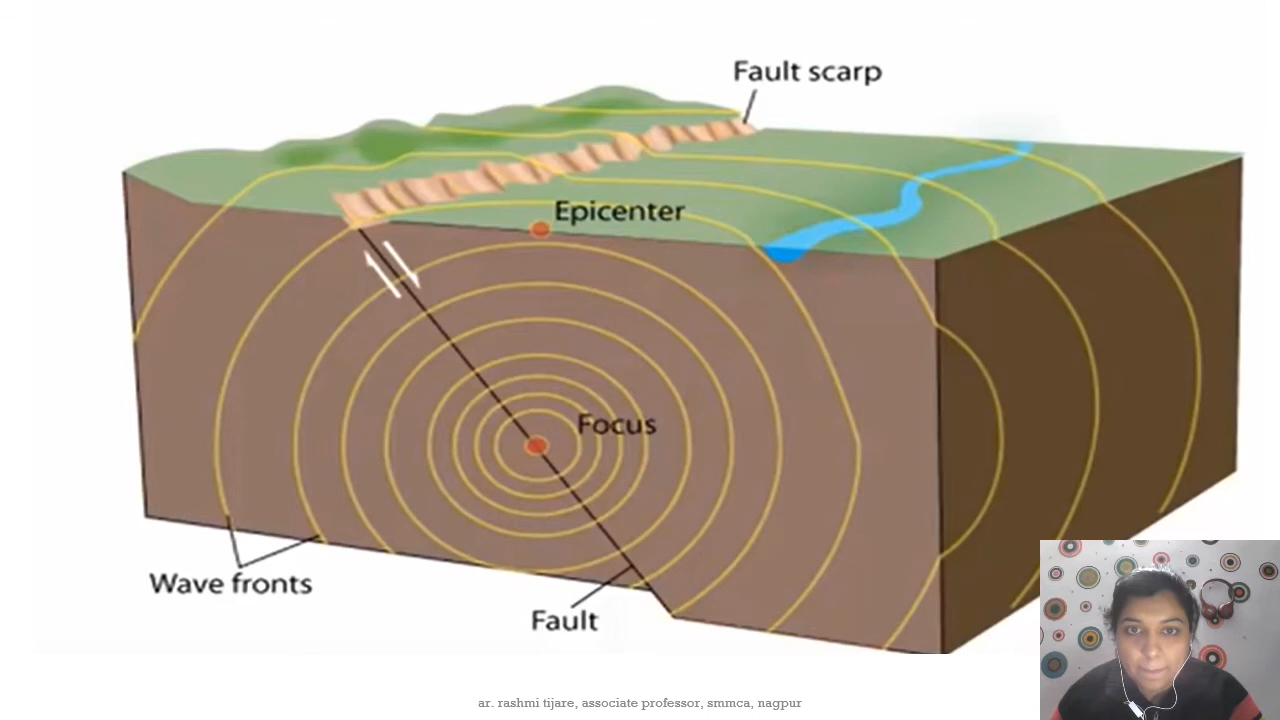 Fault scarp
Epicenter
Focus
Wave fronts
Fault
ar. rashmi tijare, associate professor, smmca, nagpur